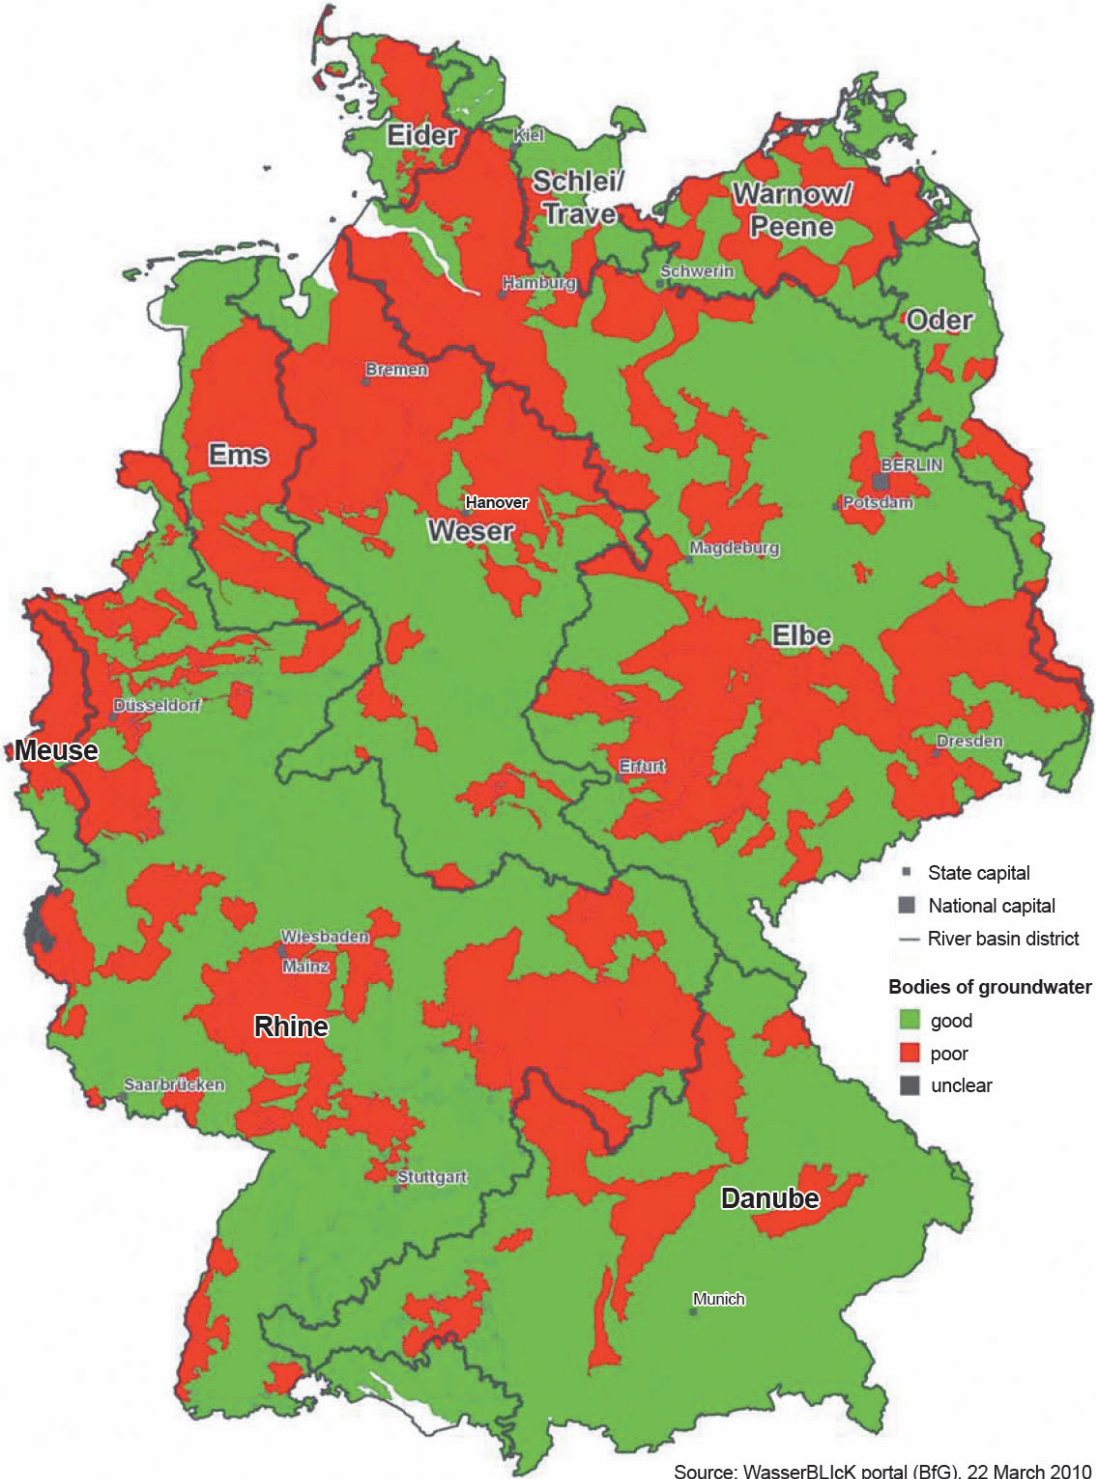 Eider
Kiel
Schlei/
Trave
Warnow/
Peene
Schwerin
Hamburg
Oder
Bremen
Ems
BERLIN
Hanover
Potsdam
Weser
Magdeburg
Elbe
Düsseldorf
Meuse
Dresden
Erfurt
State capital
National capital
River basin district
Wiesbaden
Mainz
Bodies of groundwater
good
Rhine
poor
Saarbrücken
unclear
Stuttgart
Danube
Munich
Source: WasserBLIcK portal (BfG), 22 March 2010